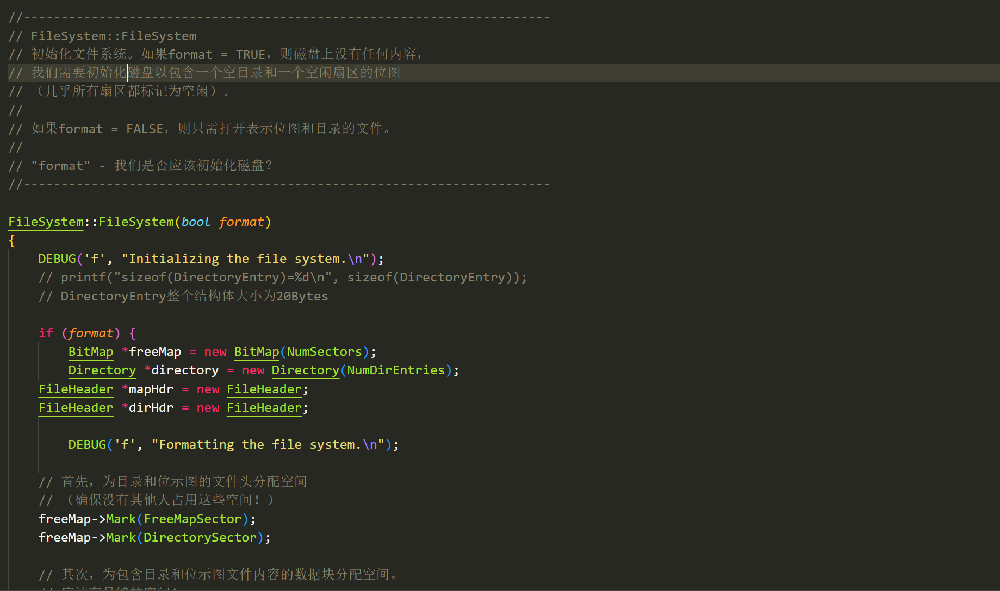 //----------------------------------------------------------------------
// FileSystem::FileSystem
// 初始化文件系统。如果format = TRUE，则磁盘上没有任何内容，
// 我们需要初始化磁盘以包含一个空目录和一个空闲扇区的位图
// （几乎所有扇区都标记为空闲）。
//
// 如果format = FALSE，则只需打开表示位图和目录的文件。
//
// "format" - 我们是否应该初始化磁盘？
//----------------------------------------------------------------------
FileSystem::FileSystem(bool format)
{
DEBUG('f', "Initializing the file system.\n");
// printf("sizeof(DirectoryEntry)=%d\n", sizeof(DirectoryEntry));
// DirectoryEntry整个结构体大小为20Bytes
if (format) {
BitMap *freeMap = new BitMap(NumSectors);
Directory *directory = new Directory(NumDirEntries);
FileHeader *mapHdr = new FileHeader;
FileHeader *dirHdr = new FileHeader;
DEBUG('f', "Formatting the file system.\n");
// 首先，为目录和位示图的文件头分配空间
// （确保没有其他人占用这些空间！）
freeMap->Mark(FreeMapSector);
freeMap->Mark(DirectorySector);
// 其次，为包含目录和位示图文件内容的数据块分配空间。